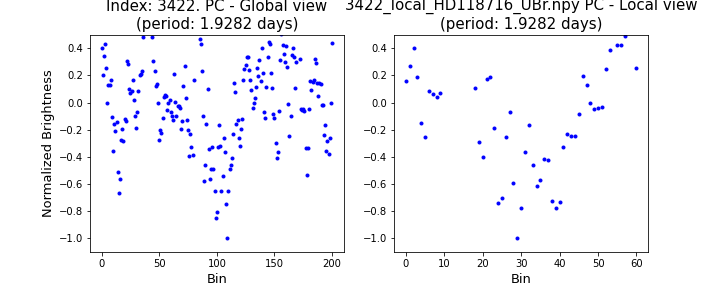 Index: 3422. PC - Global view
(period: 1.9282 days)
3422_local_HD118716_UBr.npy PC - Local view
(period: 1.9282 days)
Normalized Brightness
0.4
0.2
0.0
−0.2
−0.4
−0.6
−0.8
−1.0
0 50 100 150 200
Bin
0.4
0.2
0.0
−0.2
−0.4
−0.6
−0.8
−1.0
0 10 20 30 40 50 60
Bin